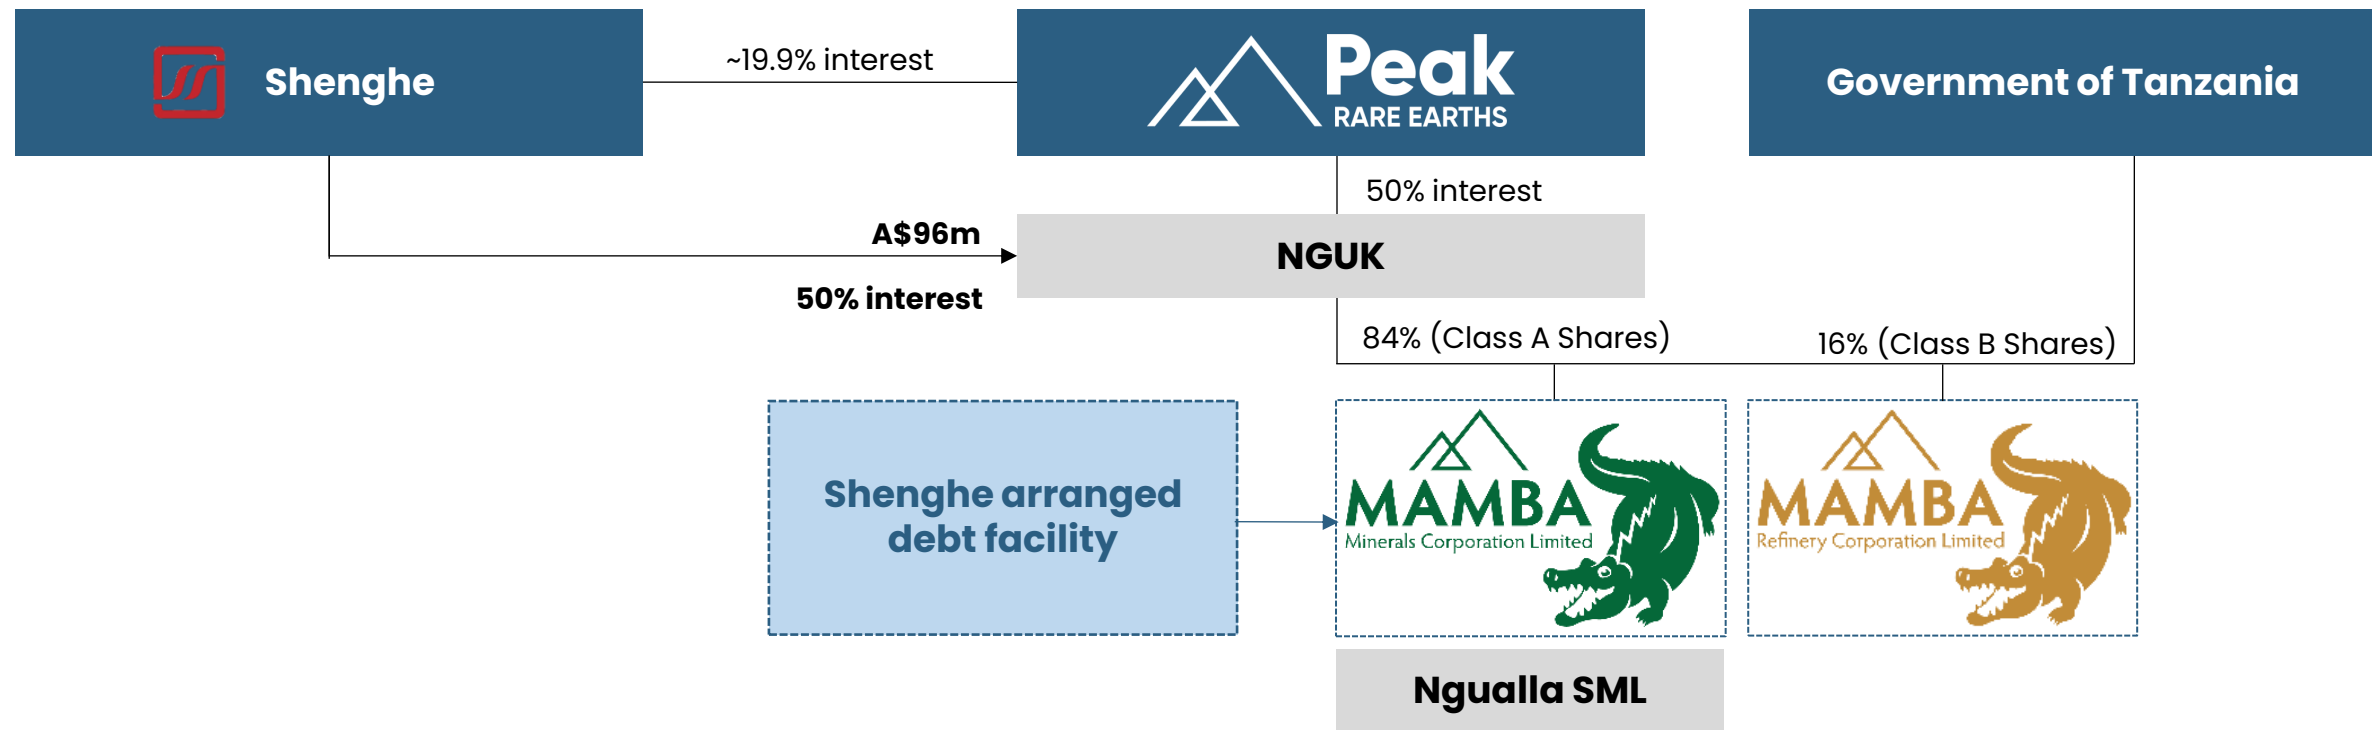 Shenghe
~19.9% interest
Peak
RARE EARTHS
Government of Tanzania
50% interest
A$96m
NGUK
50% interest
84% (Class A Shares)
16% (Class B Shares)
Shenghe arranged
debt facility
MAMBA
Minerals Corporation Limited
MAMBA
Refinery Corporation Limited
Ngualla SML